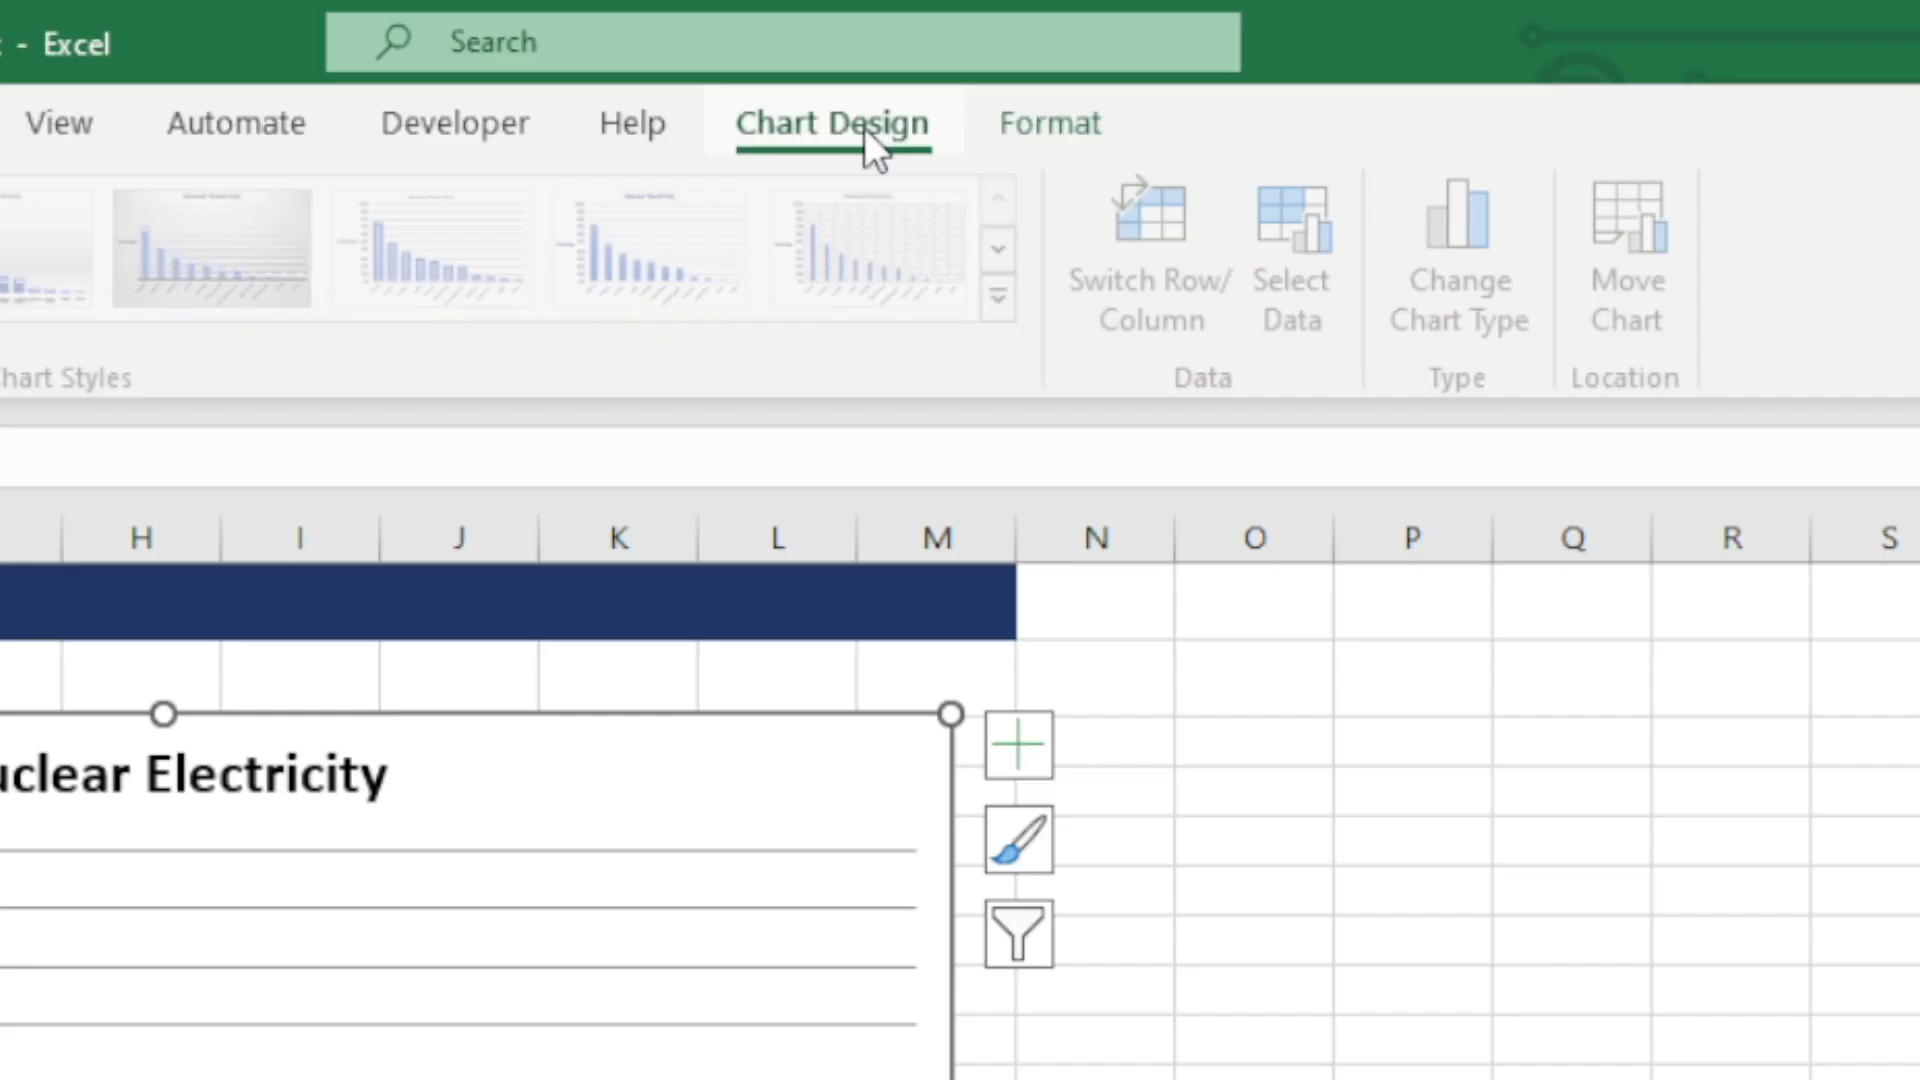 - Excel
Search
View Automate Developer Help Chart Design Format
Switch Row/
Column
Select
Data
Change
Chart Type
Move
Chart
hart Styles
Data
Type
Location
H I J K L M N O P Q R S
uclear Electricity